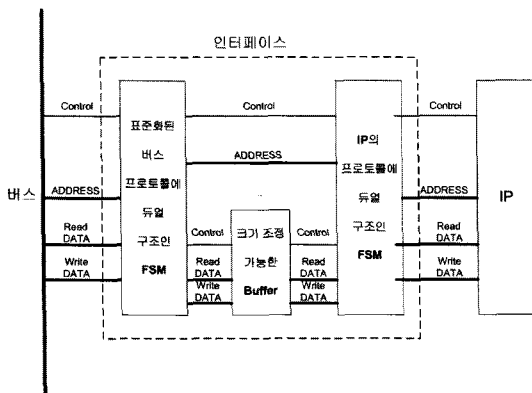 인터페이스
버스
Control
ADDRESS
Read
DATA
Write
DATA
표준화된
버스
프로토콜에
듀얼
구조인
FSM
Control
ADDRESS
Control
Read
DATA
Write
DATA
크기 조정
가능한
Buffer
Control
Read
DATA
Write
DATA
IP의
프로토콜에
듀얼
구조인
FSM
Control
ADDRESS
Read
DATA
Write
DATA
IP